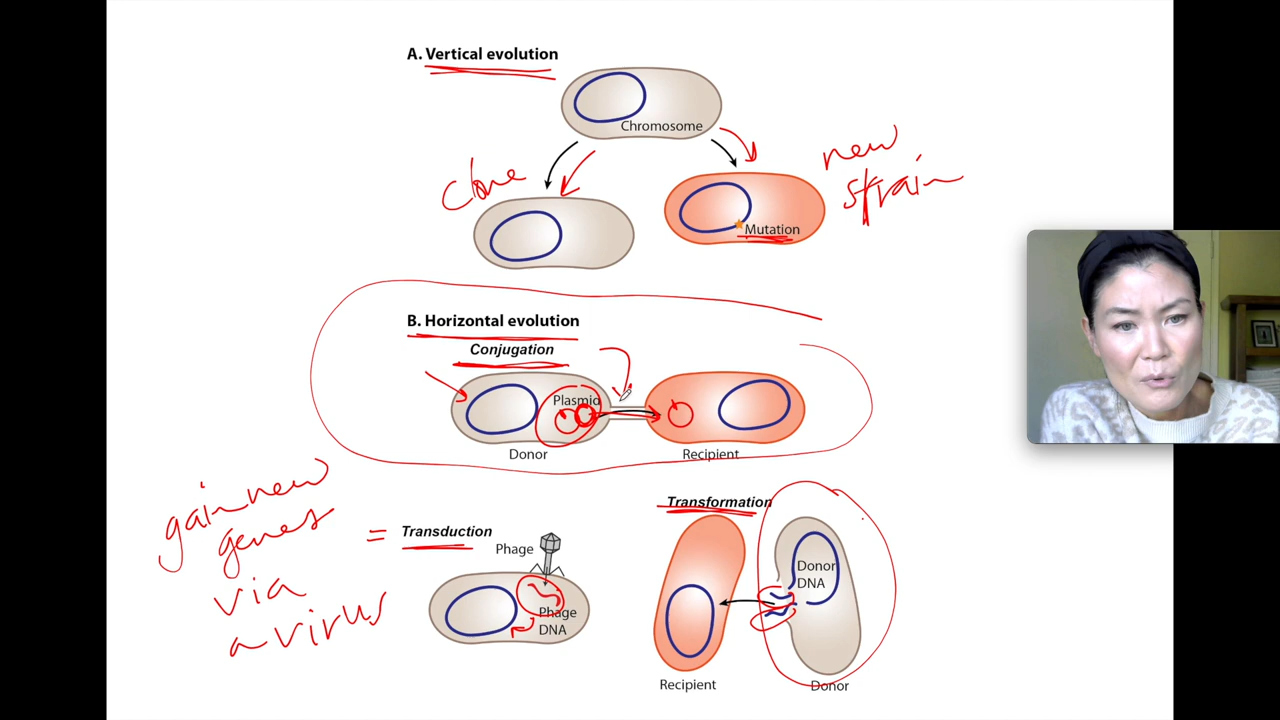 A. Vertical evolution
Chromosome
clone
new
strain
Mutation
B. Horizontal evolution
Conjugation
Plasmid
Donor
Recipient
gain new
genes
via
a virus
= Transduction
Phage
Phage
DNA
Transformation
Donor
DNA
Recipient
Donor